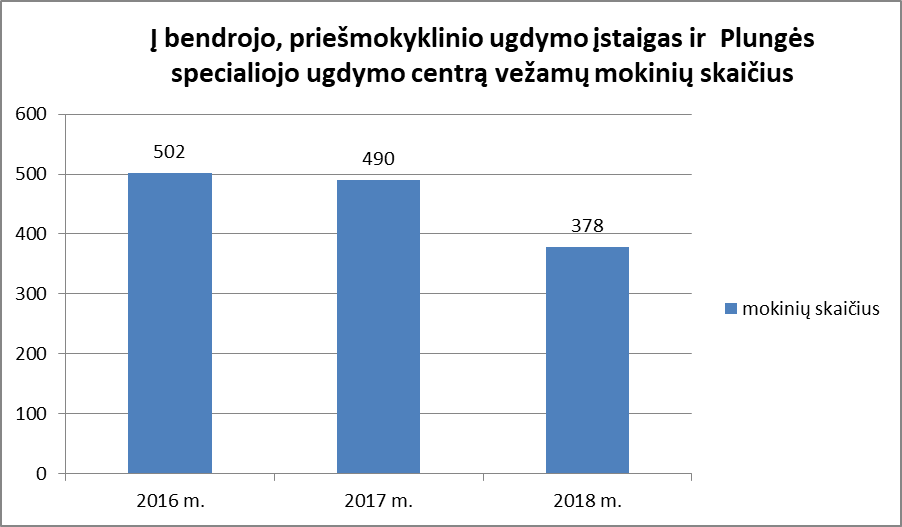 Į bendrojo, priešmokyklinio ugdymo įstaigas ir Plungės
specialiojo ugdymo centrą vežamų mokinių skaičius
600
500
400
300
200
100
0
502
490
378
2016 m.
2017 m.
2018 m.
mokinių skaičius